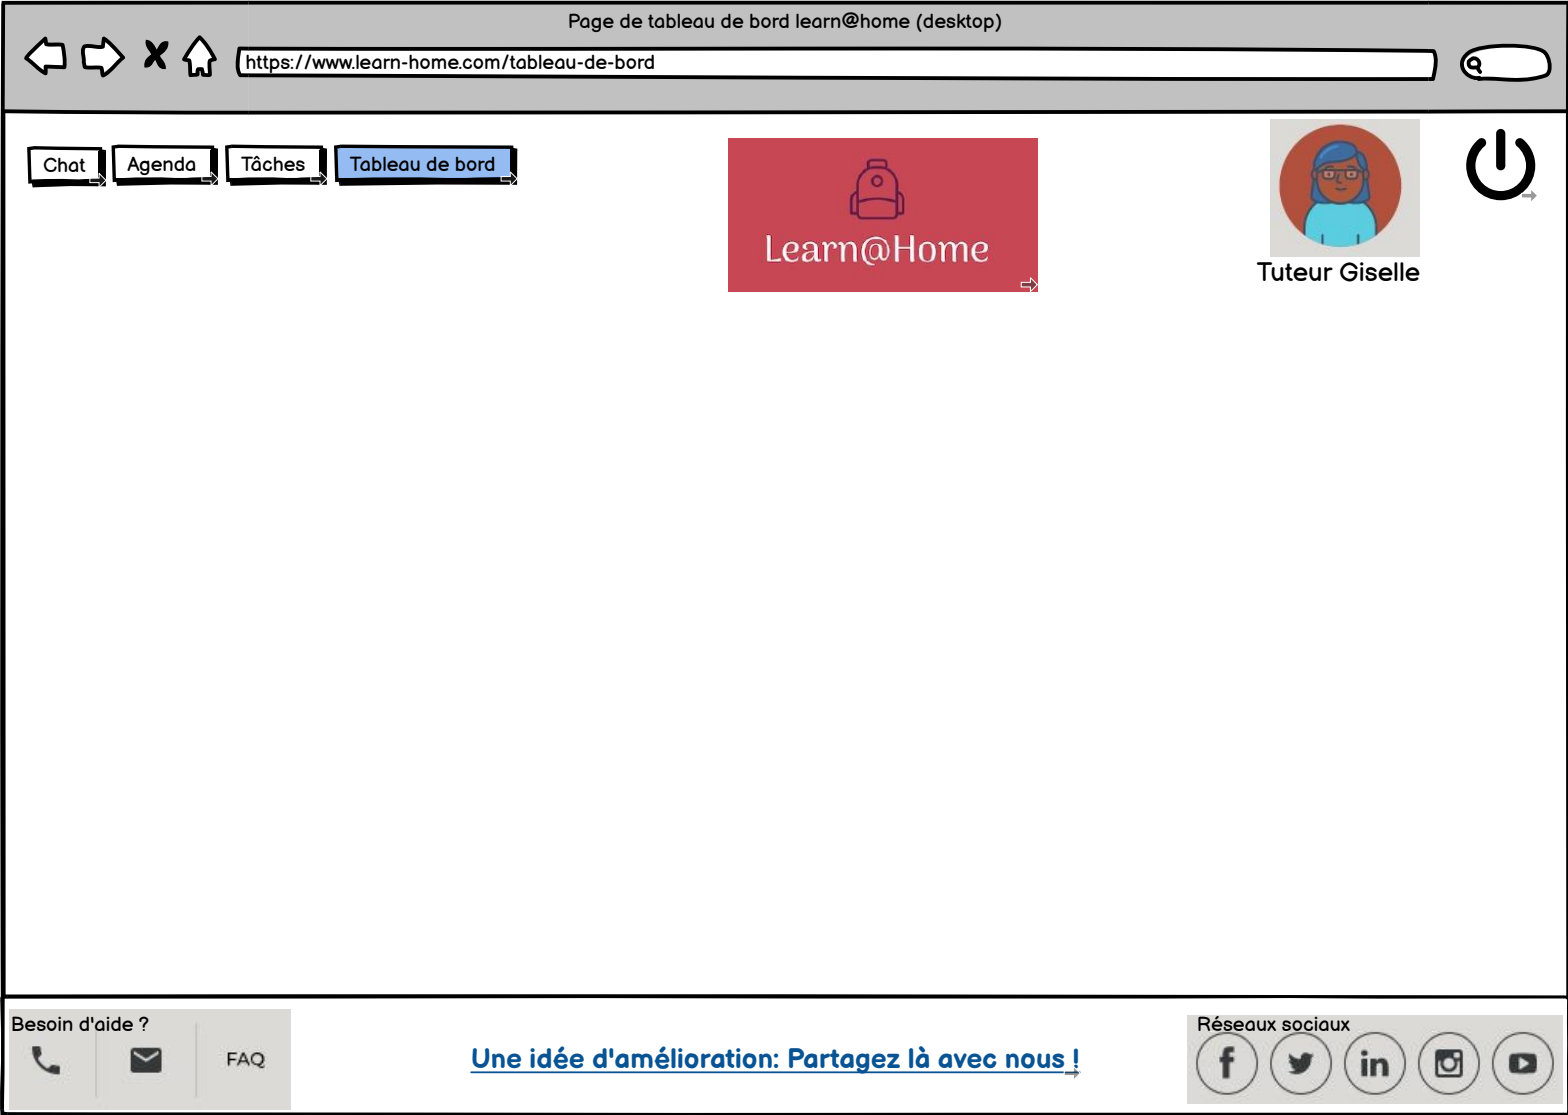 Page de tableau de bord learn@home (desktop)
https://www.learn-home.com/tableau-de-bord
Chat
Agenda
Tâches
Tableau de bord
Learn@Home
Tuteur Giselle
Besoin d'aide ?
FAQ
Une idée d'amélioration: Partagez là avec nous !
Réseaux sociaux
f
in